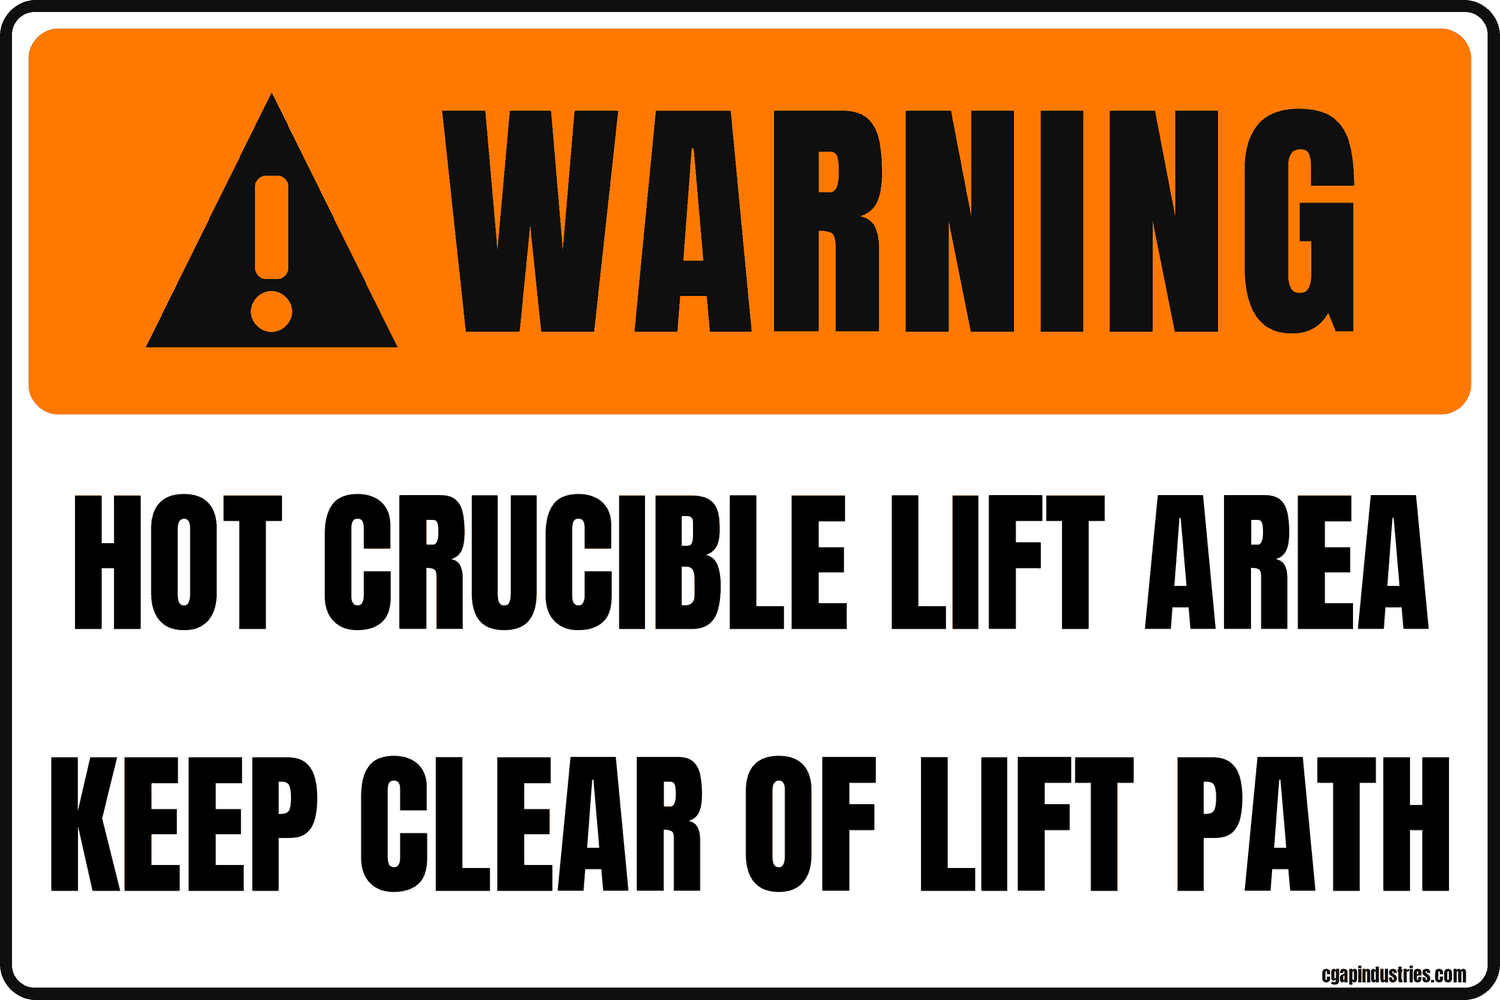 WARNING
HOT CRUCIBLE LIFT AREA
KEEP CLEAR OF LIFT PATH
cgapindustries.com